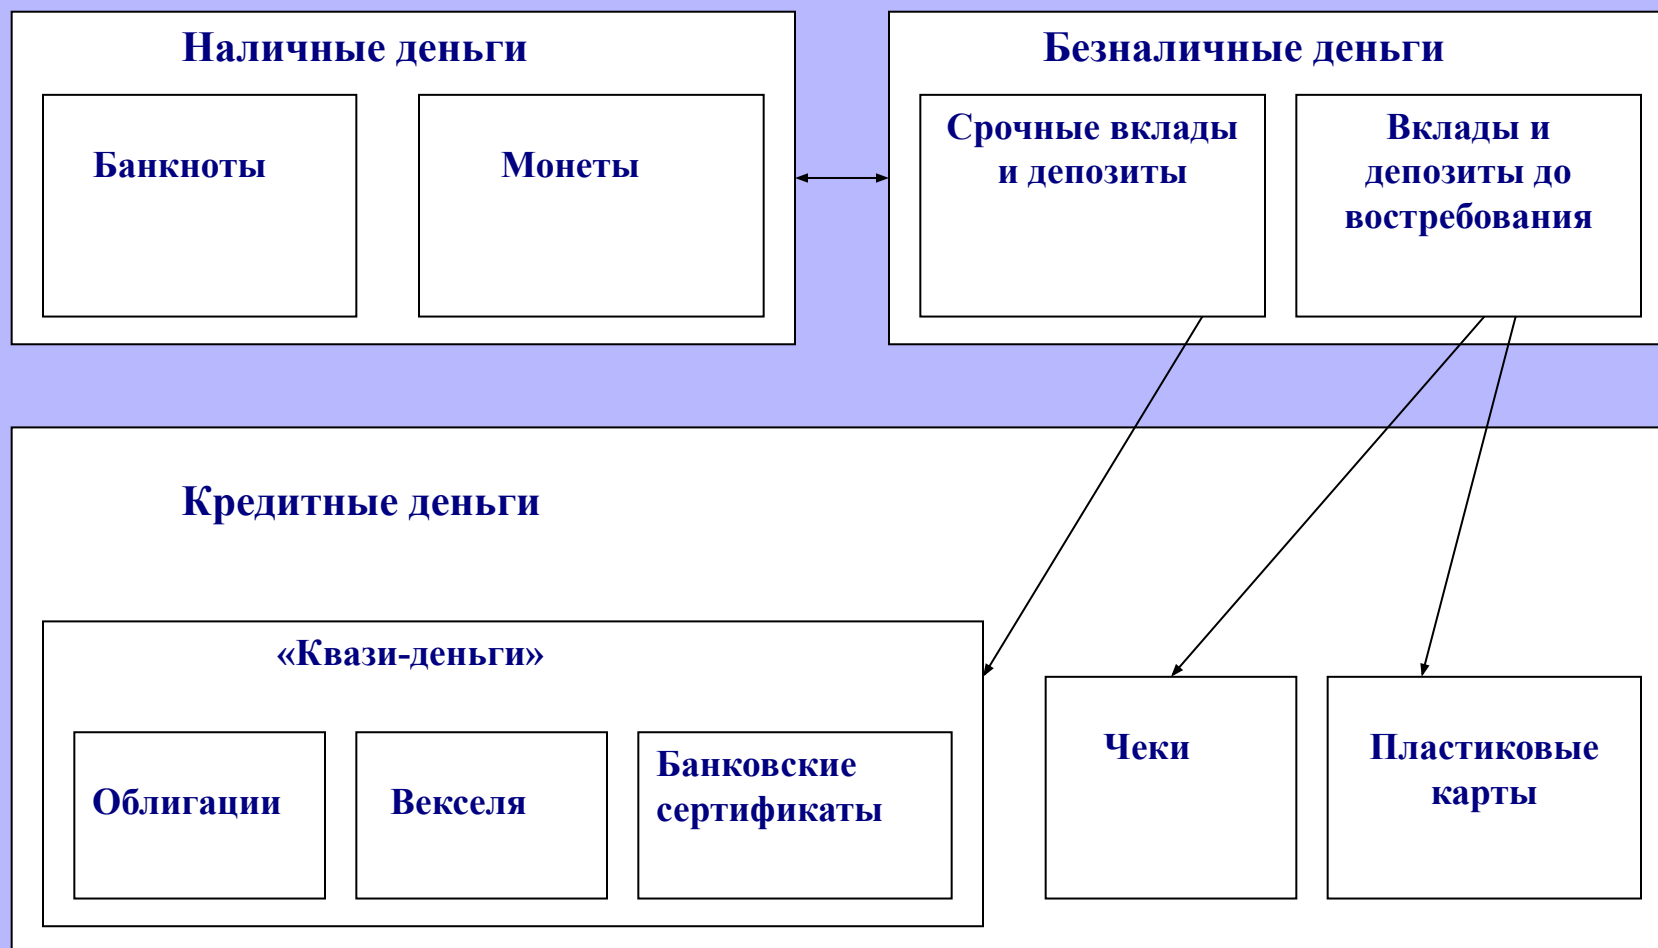 Наличные деньги
Банкноты
Монеты
Безналичные деньги
Срочные вклады
и депозиты
Вклады и
депозиты до
востребования
Кредитные деньги
«Квази-деньги»
Облигации
Векселя
Банковские
сертификаты
Чеки
Пластиковые
карты